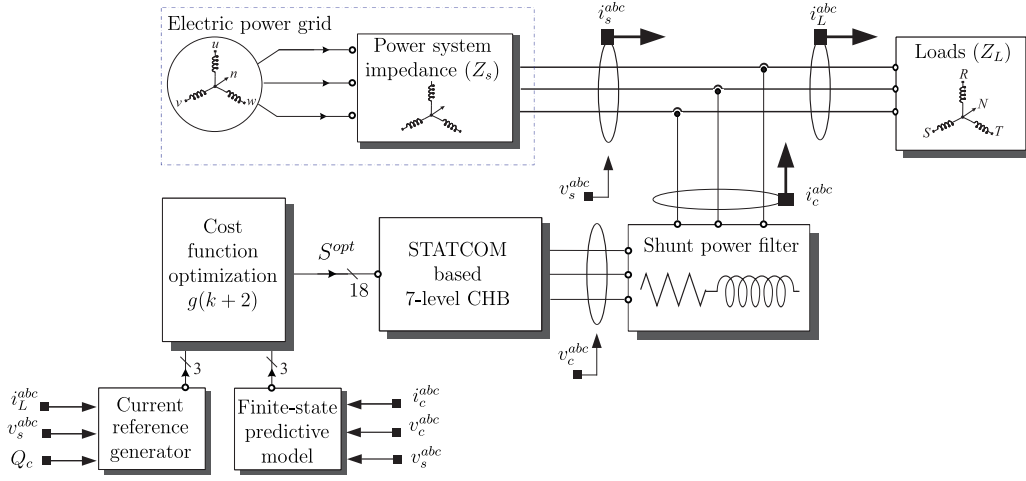 Electric power grid
u
n
v
w
Power system
impedance (Z_s)
i_s^{abc}
i_L^{abc}
Loads (Z_L)
R
N
S
T
v_s^{abc}
i_c^{abc}
Cost
function
optimization
g(k + 2)
S^{opt}
18
STATCOM
based
7-level CHB
Shunt power filter
v_c^{abc}
3
3
i_L^{abc}
v_s^{abc}
Q_c
Current
reference
generator
Finite-state
predictive
model
i_c^{abc}
v_c^{abc}
v_s^{abc}